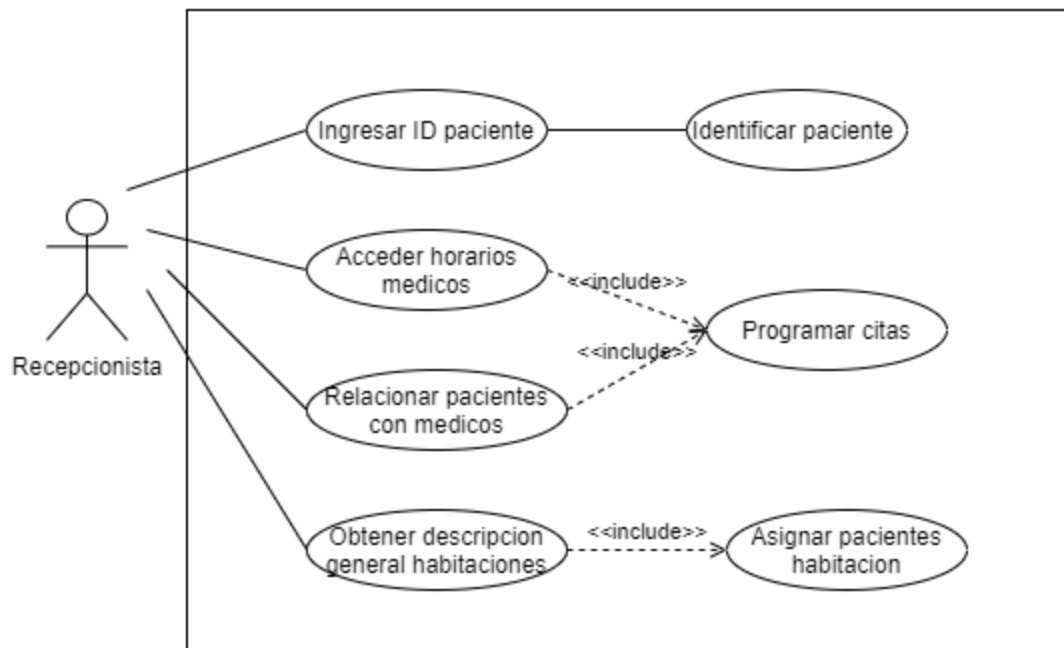 Ingresar ID paciente
Identificar paciente
Acceder horarios
medicos
<<include>>
Programar citas
<<include>>
Recepcionista
Relacionar pacientes
con medicos
Obtener descripcion
general habitaciones
<<include>>
Asignar pacientes
habitacion